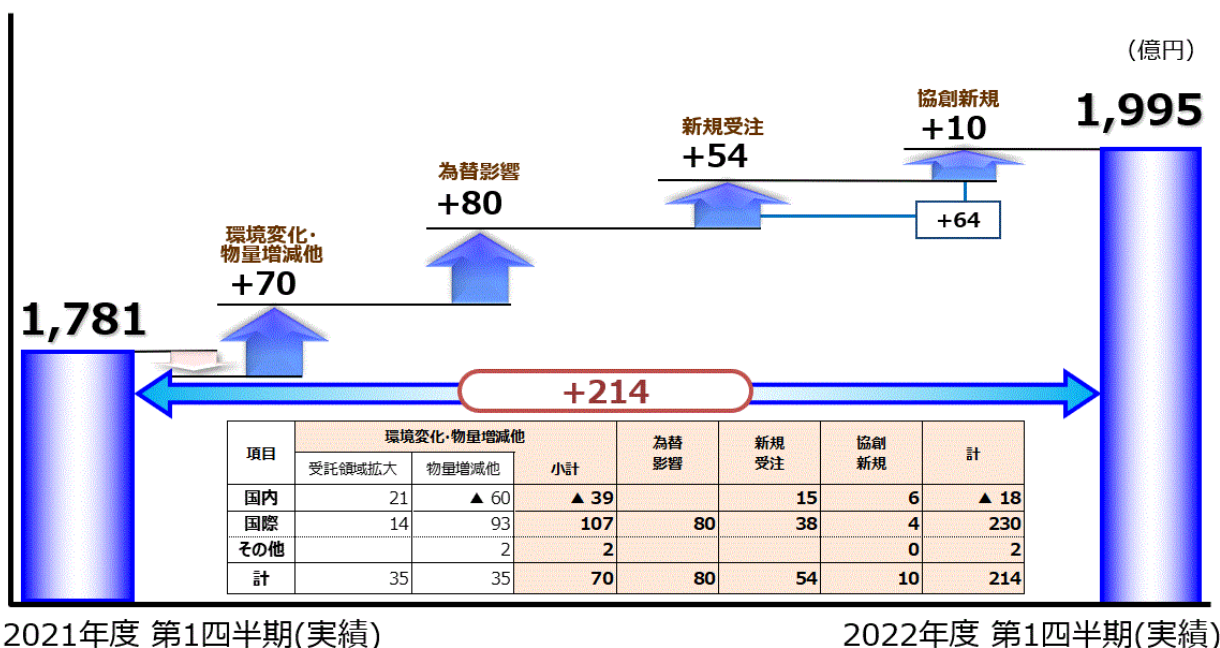 (億円)
協創新規
+10
1,995
新規受注
+54
為替影響
+80
+64
環境変化・
物量増減他
+70
1,781
+214
項目 環境変化・物量増減他 為替影響 新規受注 協創新規 計
受託領域拡大 物量増減他 小計
国内 21 ▲ 60 ▲ 39 15 6 ▲ 18
国際 14 93 107 80 38 4 230
その他 2 2 0 2
計 35 35 70 80 54 10 214
2021年度 第1四半期(実績)
2022年度 第1四半期(実績)